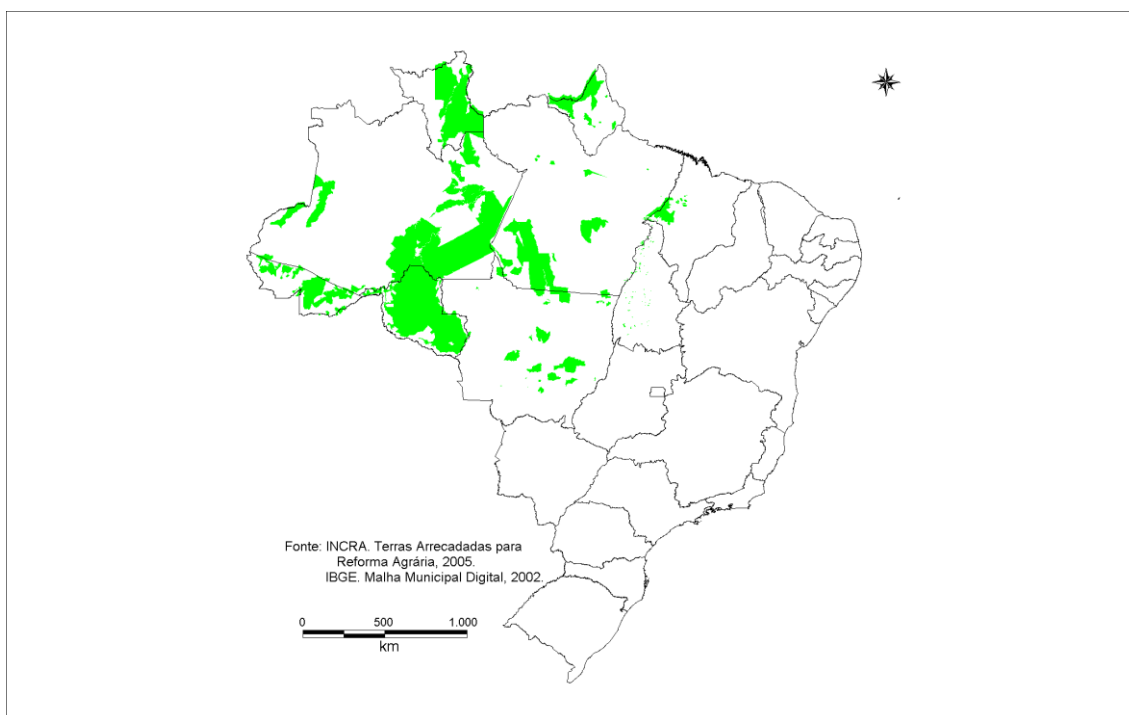 Fonte: INCRA. Terras Arrecadadas para
Reforma Agrária, 2005.
IBGE. Malha Municipal Digital, 2002.
0 500 1.000
km